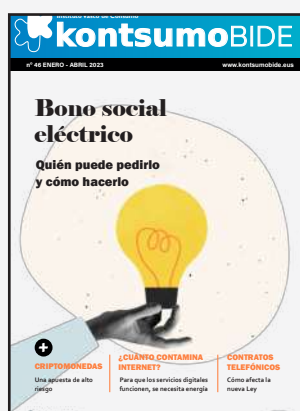 Instituto Vasco de Consumo
kontsumoBIDE
nº 46 ENERO - ABRIL 2023 www.kontsumobide.eus
Bono social
eléctrico
Quién puede pedirlo
y cómo hacerlo
CRIPTOMONEDAS
Una apuesta de alto
riesgo
¿CUÁNTO CONTAMINA
INTERNET?
Para que los servicios digitales
funcionen, se necesita energía
CONTRATOS
TELEFÓNICOS
Cómo afecta la
nueva Ley